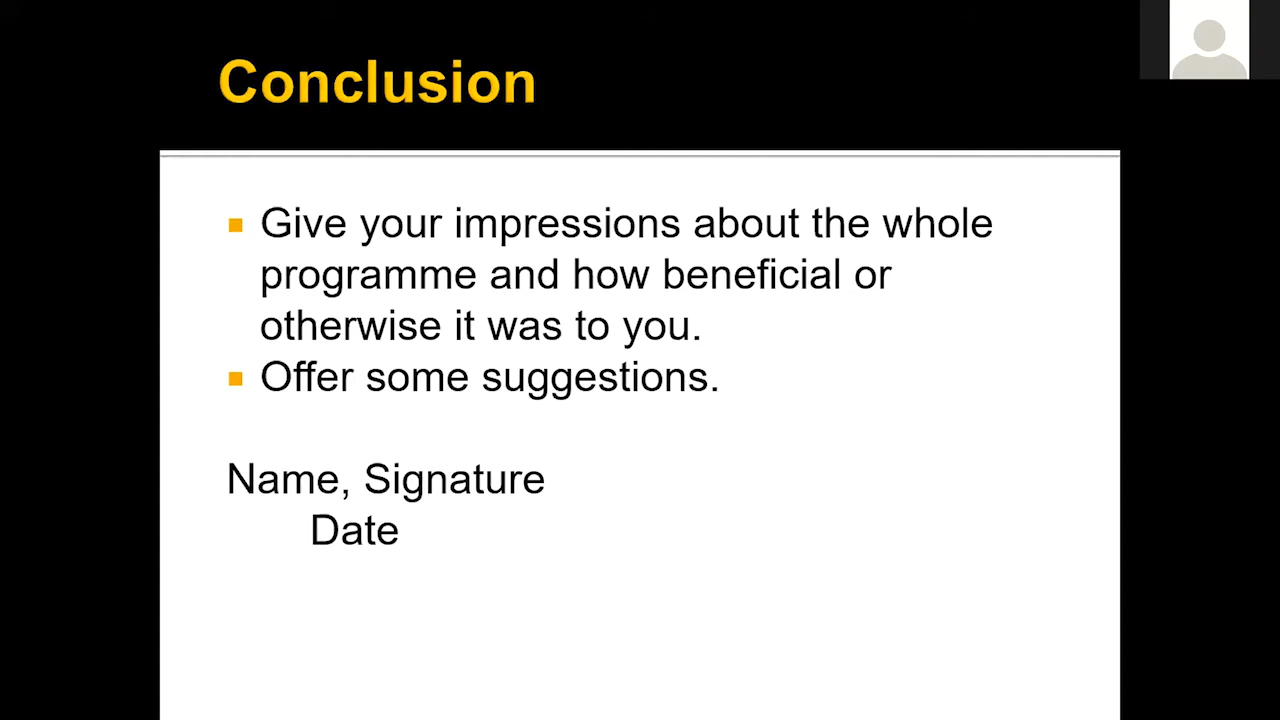 Conclusion
Give your impressions about the whole
programme and how beneficial or
otherwise it was to you.
Offer some suggestions.
Name, Signature
Date